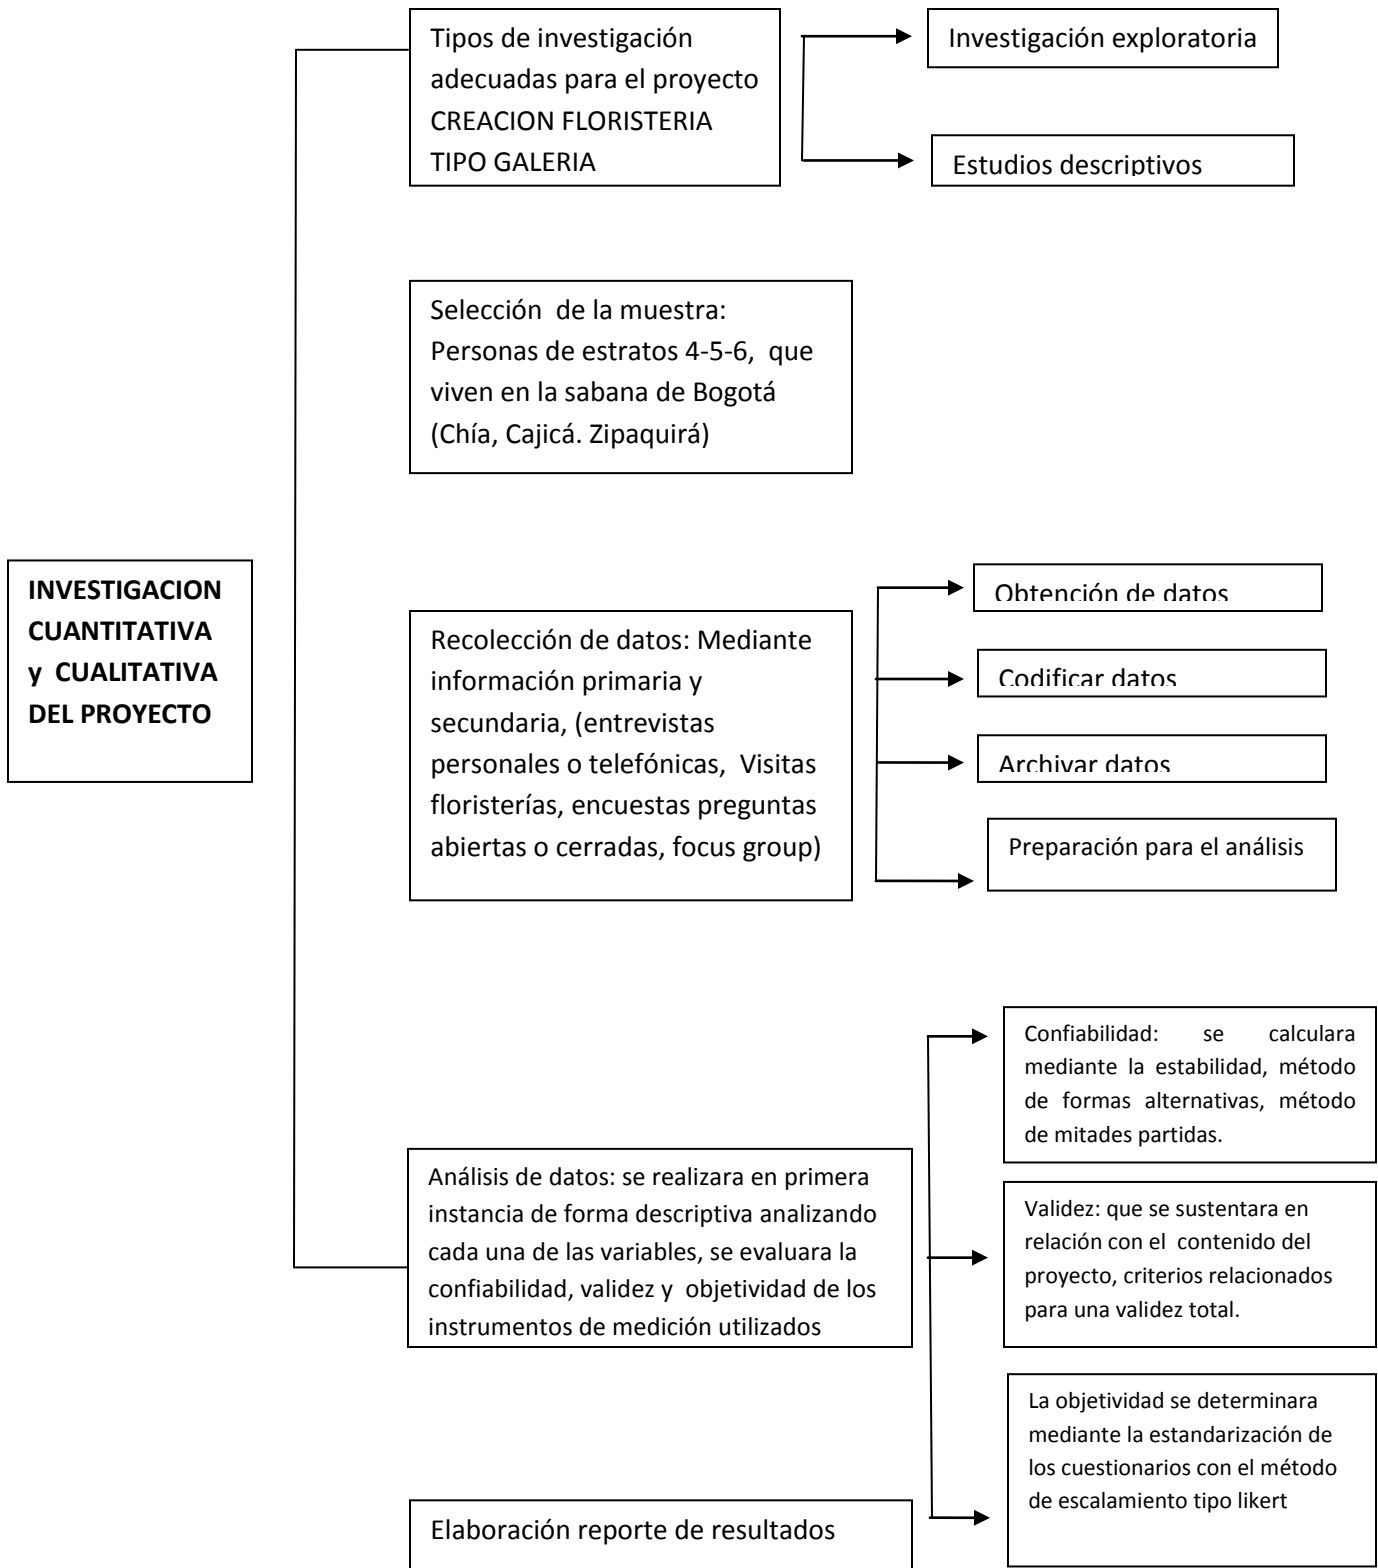 Tipos de investigación
adecuadas para el proyecto
CREACION FLORISTERIA
TIPO GALERIA
Investigación exploratoria
Estudios descriptivos
Selección de la muestra:
Personas de estratos 4-5-6, que
viven en la sabana de Bogotá
(Chía, Cajicá. Zipaquirá)
INVESTIGACION
CUANTITATIVA
y CUALITATIVA
DEL PROYECTO
Recolección de datos: Mediante
información primaria y
secundaria, (entrevistas
personales o telefónicas, Visitas
floristerías, encuestas preguntas
abiertas o cerradas, focus group)
Obtención de datos
Codificar datos
Archivar datos
Preparación para el análisis
Análisis de datos: se realizara en primera
instancia de forma descriptiva analizando
cada una de las variables, se evaluara la
confiabilidad, validez y objetividad de los
instrumentos de medición utilizados
Confiabilidad: se calculara
mediante la estabilidad, método
de formas alternativas, método
de mitades partidas.
Validez: que se sustentara en
relación con el contenido del
proyecto, criterios relacionados
para una validez total.
La objetividad se determinara
mediante la estandarización de
los cuestionarios con el método
de escalamiento tipo likert
Elaboración reporte de resultados